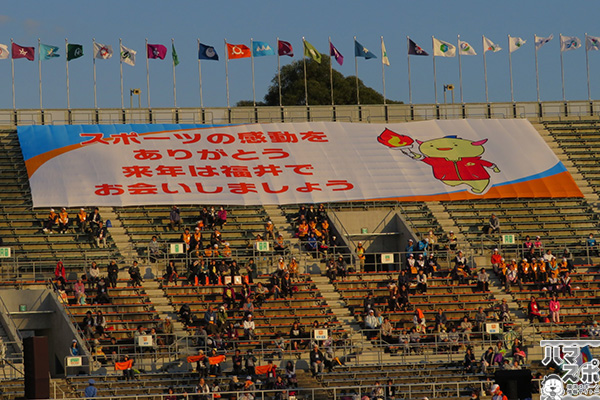 スポーツの感動を
ありがとう
来年は福井で
お会いしましょう
ハマ
スポ